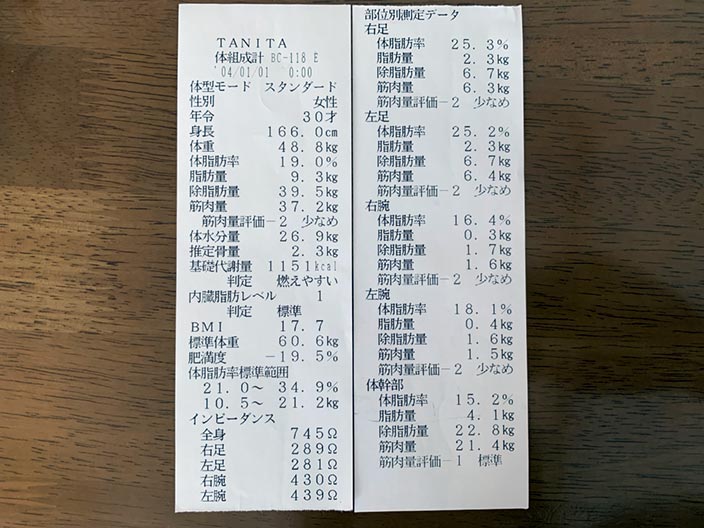 TANITA
体組成計 BC-118 E
'04/01/01 0:00
体型モード スタンダード
性別 女性
年令 30才
身長 166.0cm
体重 48.8kg
体脂肪率 19.0%
脂肪量 9.3kg
除脂肪量 39.5kg
筋肉量 37.2kg
筋肉量評価-2 少なめ
体水分量 26.9kg
推定骨量 2.3kg
基礎代謝量 1151kcal
判定 燃えやすい
内臓脂肪レベル 1
判定 標準
BMI 17.7
標準体重 60.6kg
肥満度 -19.5%
体脂肪率標準範囲
21.0～ 34.9%
10.5～ 21.2kg
インピーダンス
全身 745Ω
右足 289Ω
左足 281Ω
右腕 430Ω
左腕 439Ω
部位別測定データ
右足
体脂肪率 25.3%
脂肪量 2.3kg
除脂肪量 6.7kg
筋肉量 6.3kg
筋肉量評価-2 少なめ
左足
体脂肪率 25.2%
脂肪量 2.3kg
除脂肪量 6.7kg
筋肉量 6.4kg
筋肉量評価-2 少なめ
右腕
体脂肪率 16.4%
脂肪量 0.3kg
除脂肪量 1.7kg
筋肉量 1.6kg
筋肉量評価-2 少なめ
左腕
体脂肪率 18.1%
脂肪量 0.4kg
除脂肪量 1.6kg
筋肉量 1.5kg
筋肉量評価-2 少なめ
体幹部
体脂肪率 15.2%
脂肪量 4.1kg
除脂肪量 22.8kg
筋肉量 21.4kg
筋肉量評価-1 標準